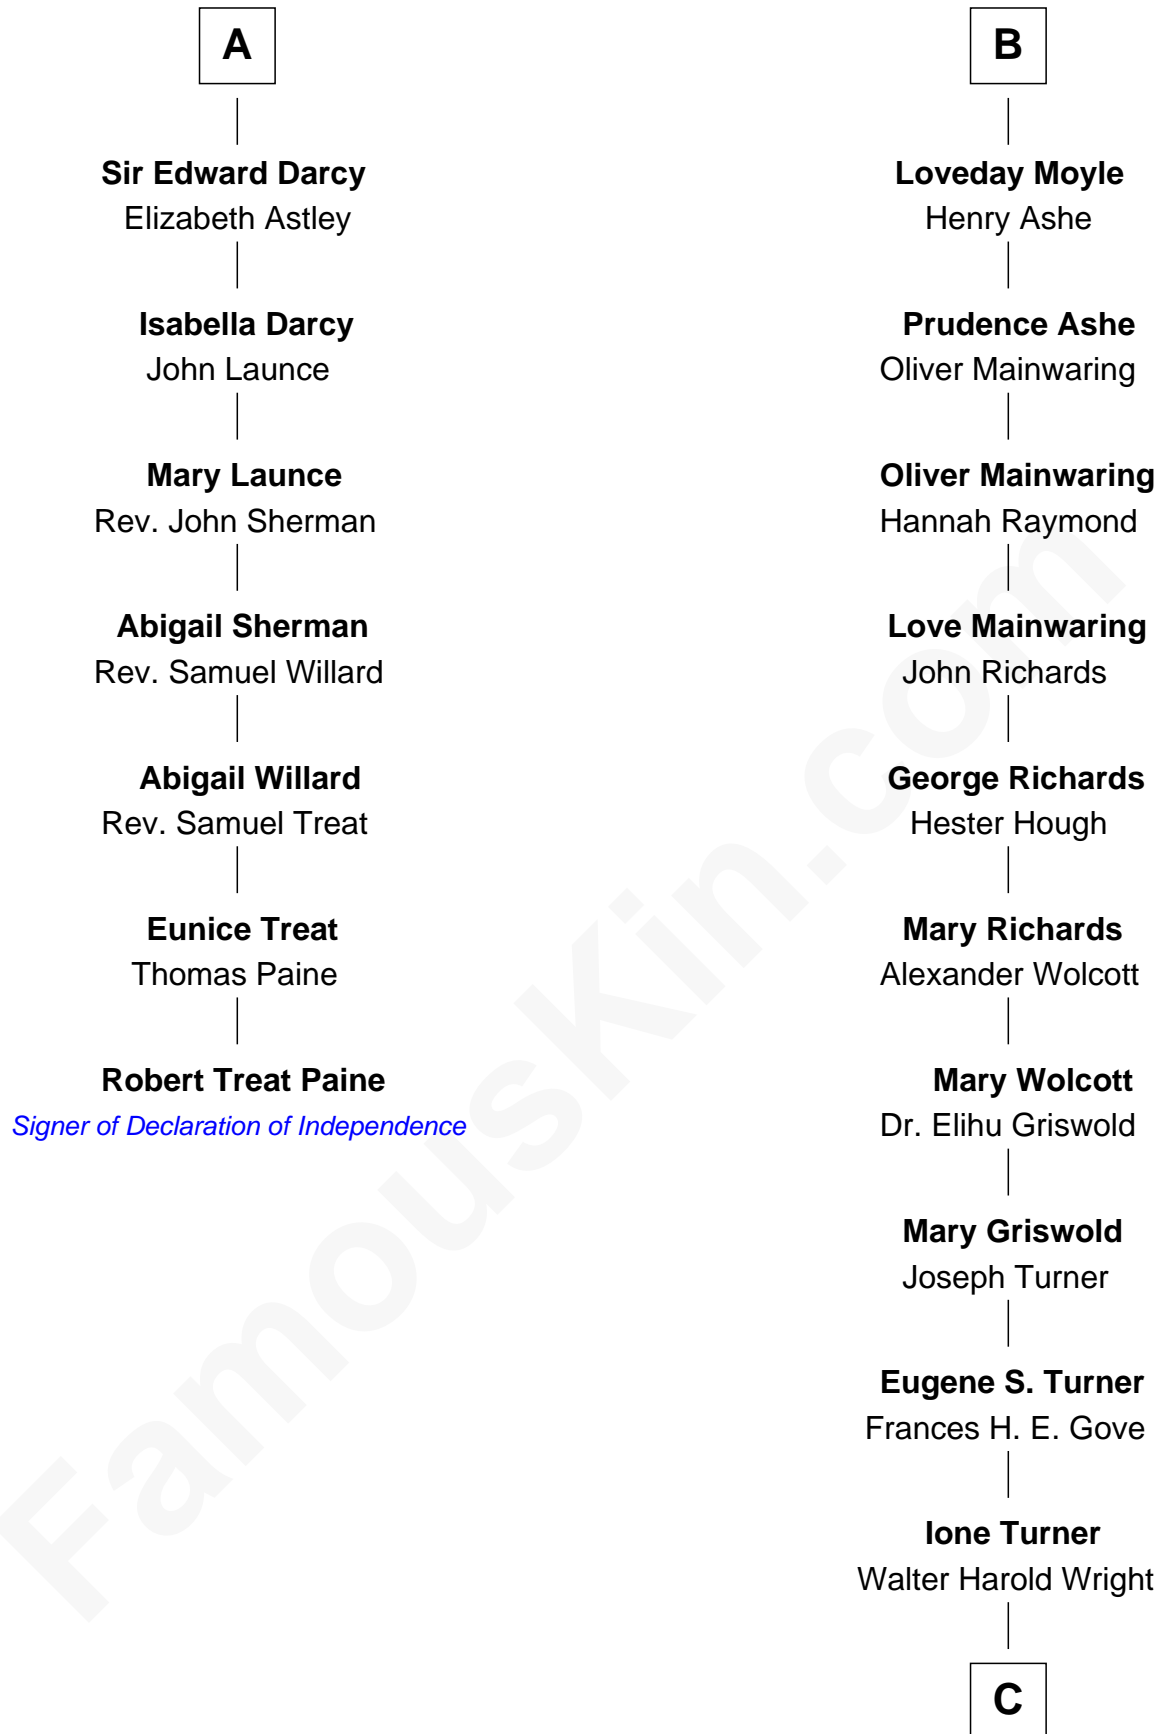 A
Sir Edward Darcy
Elizabeth Astley
Isabella Darcy
John Launce
Mary Launce
Rev. John Sherman
Abigail Sherman
Rev. Samuel Willard
Abigail Willard
Rev. Samuel Treat
Eunice Treat
Thomas Paine
Robert Treat Paine
Signer of Declaration of Independence
B
Loveday Moyle
Henry Ashe
Prudence Ashe
Oliver Mainwaring
Oliver Mainwaring
Hannah Raymond
Love Mainwaring
John Richards
George Richards
Hester Hough
Mary Richards
Alexander Wolcott
Mary Wolcott
Dr. Elihu Griswold
Mary Griswold
Joseph Turner
Eugene S. Turner
Frances H. E. Gove
Ione Turner
Walter Harold Wright
C
FamousKin.com